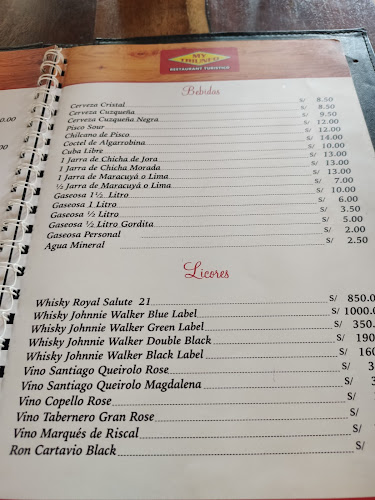 MY TRIUNFO
RESTAURANT TURISTICO
Bebidas
Cerveza Cristal S/ 8.50
Cerveza Cuzqueña S/ 8.50
Cerveza Cuzqueña Negra S/ 9.50
Pisco Sour S/ 12.00
Chilcano de Pisco S/ 12.00
Coctel de Algarrobina S/ 14.00
Cuba Libre S/ 10.00
1 Jarra de Chicha de Jora S/ 13.00
1 Jarra de Chicha Morada S/ 13.00
1 Jarra de Maracuyá o Lima S/ 13.00
½ Jarra de Maracuyá o Lima S/ 7.00
Gaseosa 1½ Litro S/ 10.00
Gaseosa 1 Litro S/ 6.00
Gaseosa ½ Litro S/ 3.50
Gaseosa ½ Litro Gordita S/ 5.00
Gaseosa Personal S/ 2.00
Agua Mineral S/ 2.50
Licores
Whisky Royal Salute 21 S/ 850.0
Whisky Johnnie Walker Blue Label S/ 1000.
Whisky Johnnie Walker Green Label S/ 350.
Whisky Johnnie Walker Double Black S/ 190
Whisky Johnnie Walker Black Label S/ 160
Vino Santiago Queirolo Rose S/ 3
Vino Santiago Queirolo Magdalena S/
Vino Copello Rose S/
Vino Tabernero Gran Rose S/
Vino Marqués de Riscal S/
Ron Cartavio Black S/